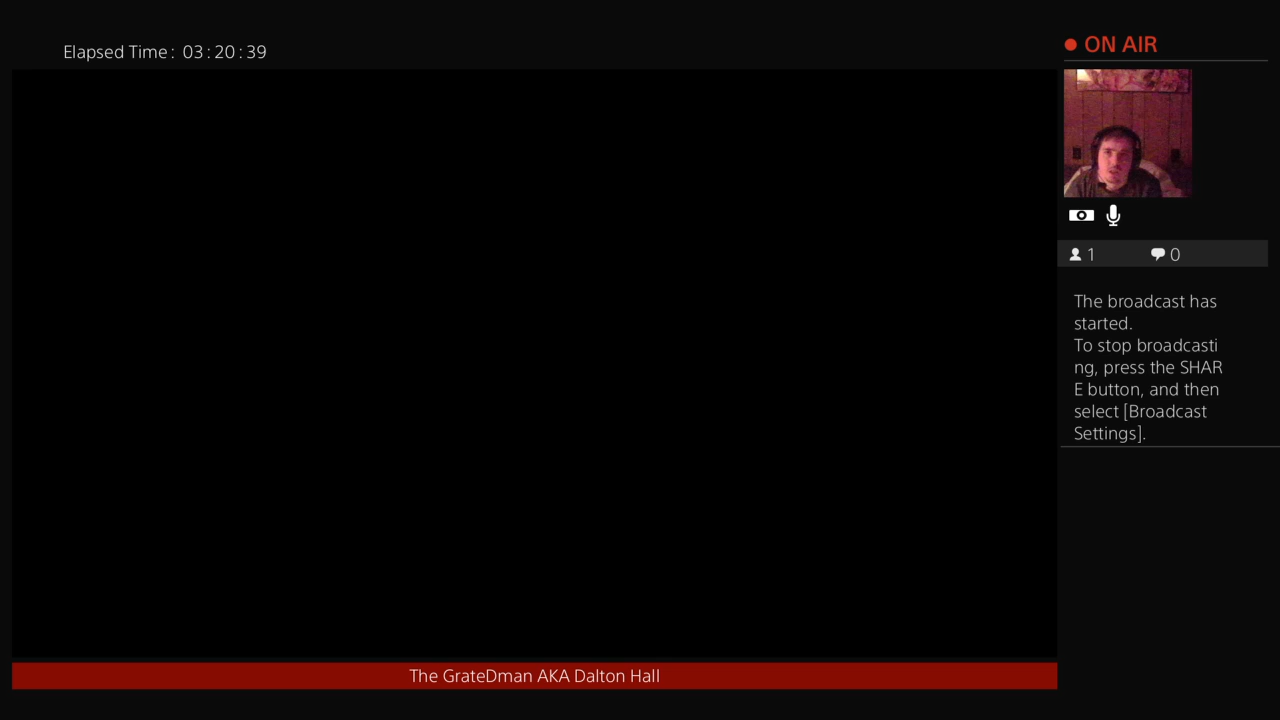 Elapsed Time: 03:20:39
ON AIR
1 0
The broadcast has
started.
To stop broadcasti
ng, press the SHAR
E button, and then
select [Broadcast
Settings].
The GrateDman AKA Dalton Hall